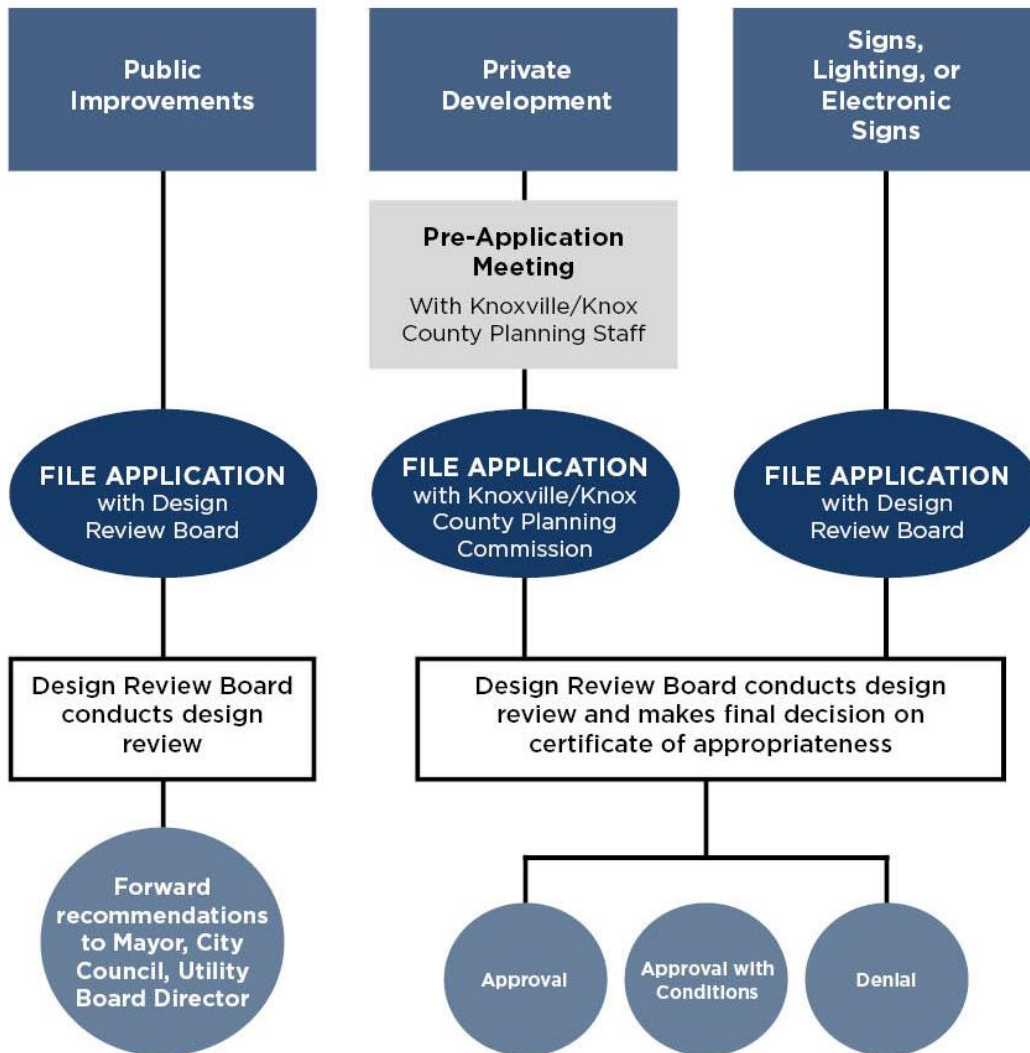 Public
Improvements
Private
Development
Signs,
Lighting, or
Electronic
Signs
Pre-Application
Meeting
With Knoxville/Knox
County Planning Staff
FILE APPLICATION
with Design
Review Board
FILE APPLICATION
with Knoxville/Knox
County Planning
Commission
FILE APPLICATION
with Design
Review Board
Design Review Board
conducts design
review
Design Review Board conducts design
review and makes final decision on
certificate of appropriateness
Forward
recommendations
to Mayor, City
Council, Utility
Board Director
Approval
Approval with
Conditions
Denial